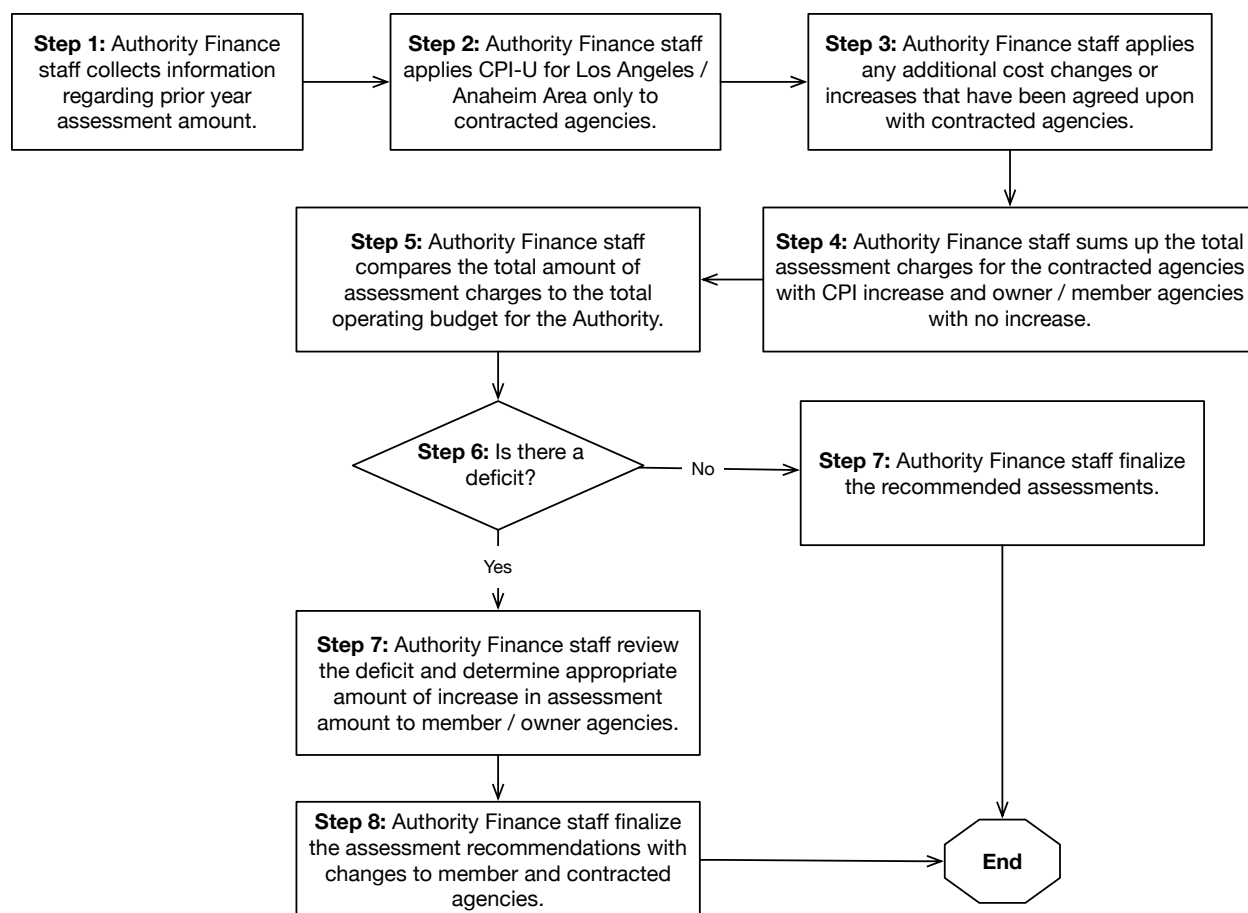 Step 1: Authority Finance
staff collects information
regarding prior year
assessment amount.
Step 2: Authority Finance staff
applies CPI-U for Los Angeles /
Anaheim Area only to
contracted agencies.
Step 3: Authority Finance staff applies
any additional cost changes or
increases that have been agreed upon
with contracted agencies.
Step 4: Authority Finance staff sums up the total
assessment charges for the contracted agencies
with CPI increase and owner / member agencies
with no increase.
Step 5: Authority Finance staff
compares the total amount of
assessment charges to the total
operating budget for the Authority.
Step 6: Is there a
deficit?
No
Step 7: Authority Finance staff finalize
the recommended assessments.
Yes
Step 7: Authority Finance staff review
the deficit and determine appropriate
amount of increase in assessment
amount to member / owner agencies.
Step 8: Authority Finance staff finalize
the assessment recommendations with
changes to member and contracted
agencies.
End